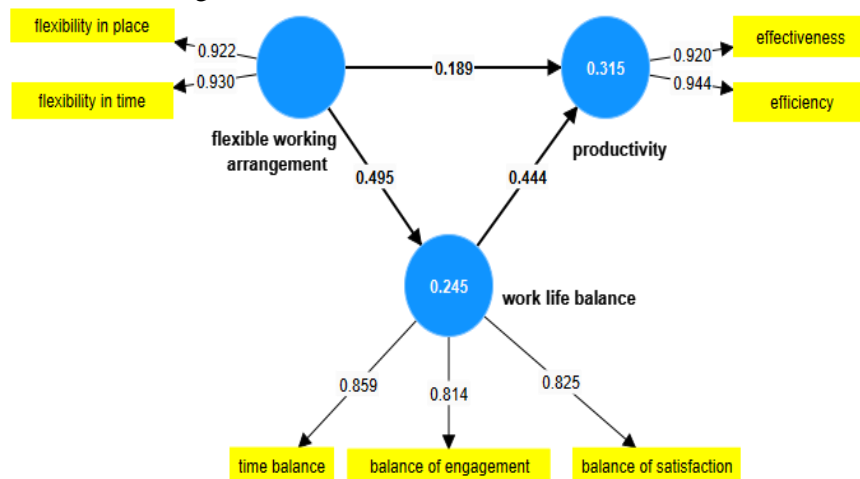 flexibility in place
0.922
0.930
flexibility in time
flexible working
arrangement
0.189
0.315
productivity
0.920
0.944
effectiveness
efficiency
0.495
0.444
0.245
work life balance
0.859
0.814
0.825
time balance
balance of engagement
balance of satisfaction